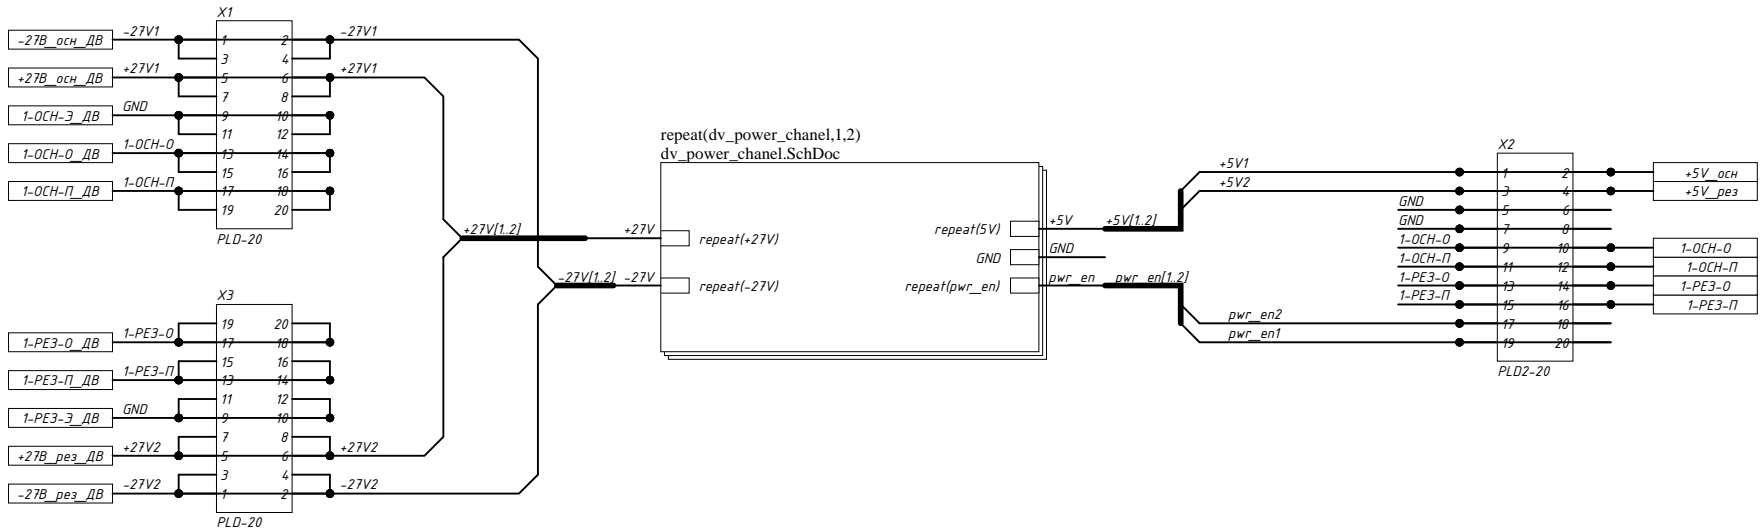 X1
-27В_осн_ДВ -27V1 1 2 -27V1
3 4
+27В_осн_ДВ +27V1 5 6 +27V1
7 8
1-ОСН-Э_ДВ GND 9 10
11 12
1-ОСН-О_ДВ 1-ОСН-О 13 14
15 16
1-ОСН-П_ДВ 1-ОСН-П 17 18
19 20
PLD-20
X3
19 20
1-РЕЗ-О_ДВ 1-РЕЗ-О 17 18
15 16
1-РЕЗ-П_ДВ 1-РЕЗ-П 13 14
11 12
1-РЕЗ-Э_ДВ GND 9 10
7 8
+27В_рез_ДВ +27V2 5 6 +27V2
3 4
-27В_рез_ДВ -27V2 1 2 -27V2
PLD-20
repeat(dv_power_chanel,1,2)
dv_power_chanel.SchDoc
+27V[1..2] +27V repeat(+27V)
-27V[1..2] -27V repeat(-27V)
repeat(5V) +5V +5V[1..2]
GND GND
repeat(pwr_en) pwr_en pwr_en[1..2]
X2
+5V1 1 2 +5V_осн
+5V2 3 4 +5V_рез
GND 5 6
GND 7 8
1-ОСН-О 9 10 1-ОСН-О
1-ОСН-П 11 12 1-ОСН-П
1-РЕЗ-О 13 14 1-РЕЗ-О
1-РЕЗ-П 15 16 1-РЕЗ-П
pwr_en2 17 18
pwr_en1 19 20
PLD2-20